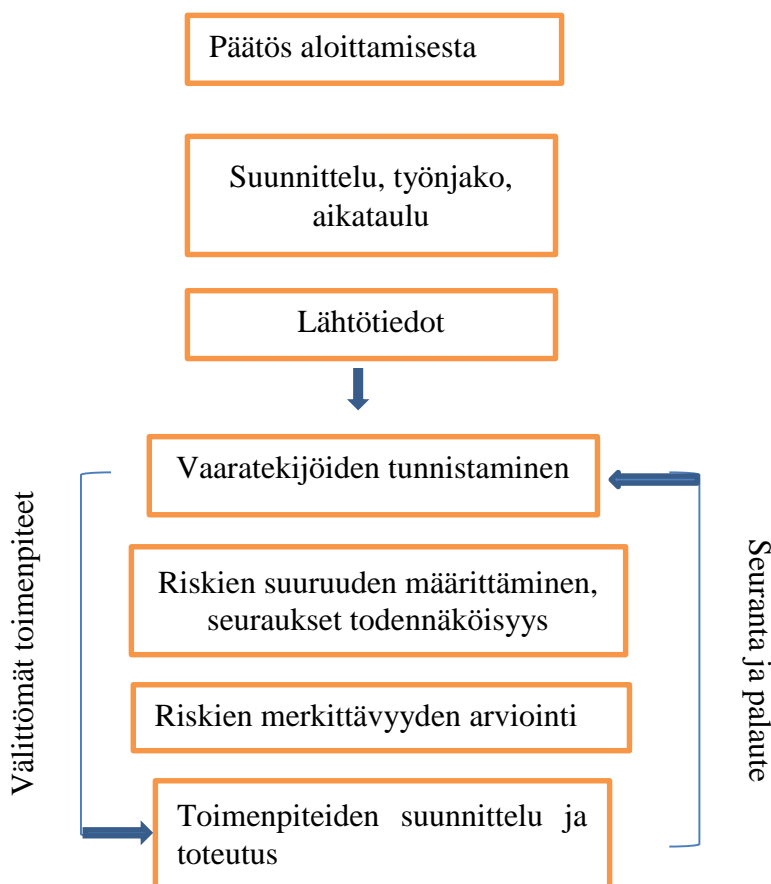 Päätös aloittamisesta
Suunnittelu, työnjako,
aikataulu
Lähtötiedot
Vaaratekijöiden tunnistaminen
Riskien suuruuden määrittäminen,
seuraukset todennäköisyys
Riskien merkittävyyden arviointi
Toimenpiteiden suunnittelu ja
toteutus
Välittömät toimenpiteet
Seuranta ja palaute